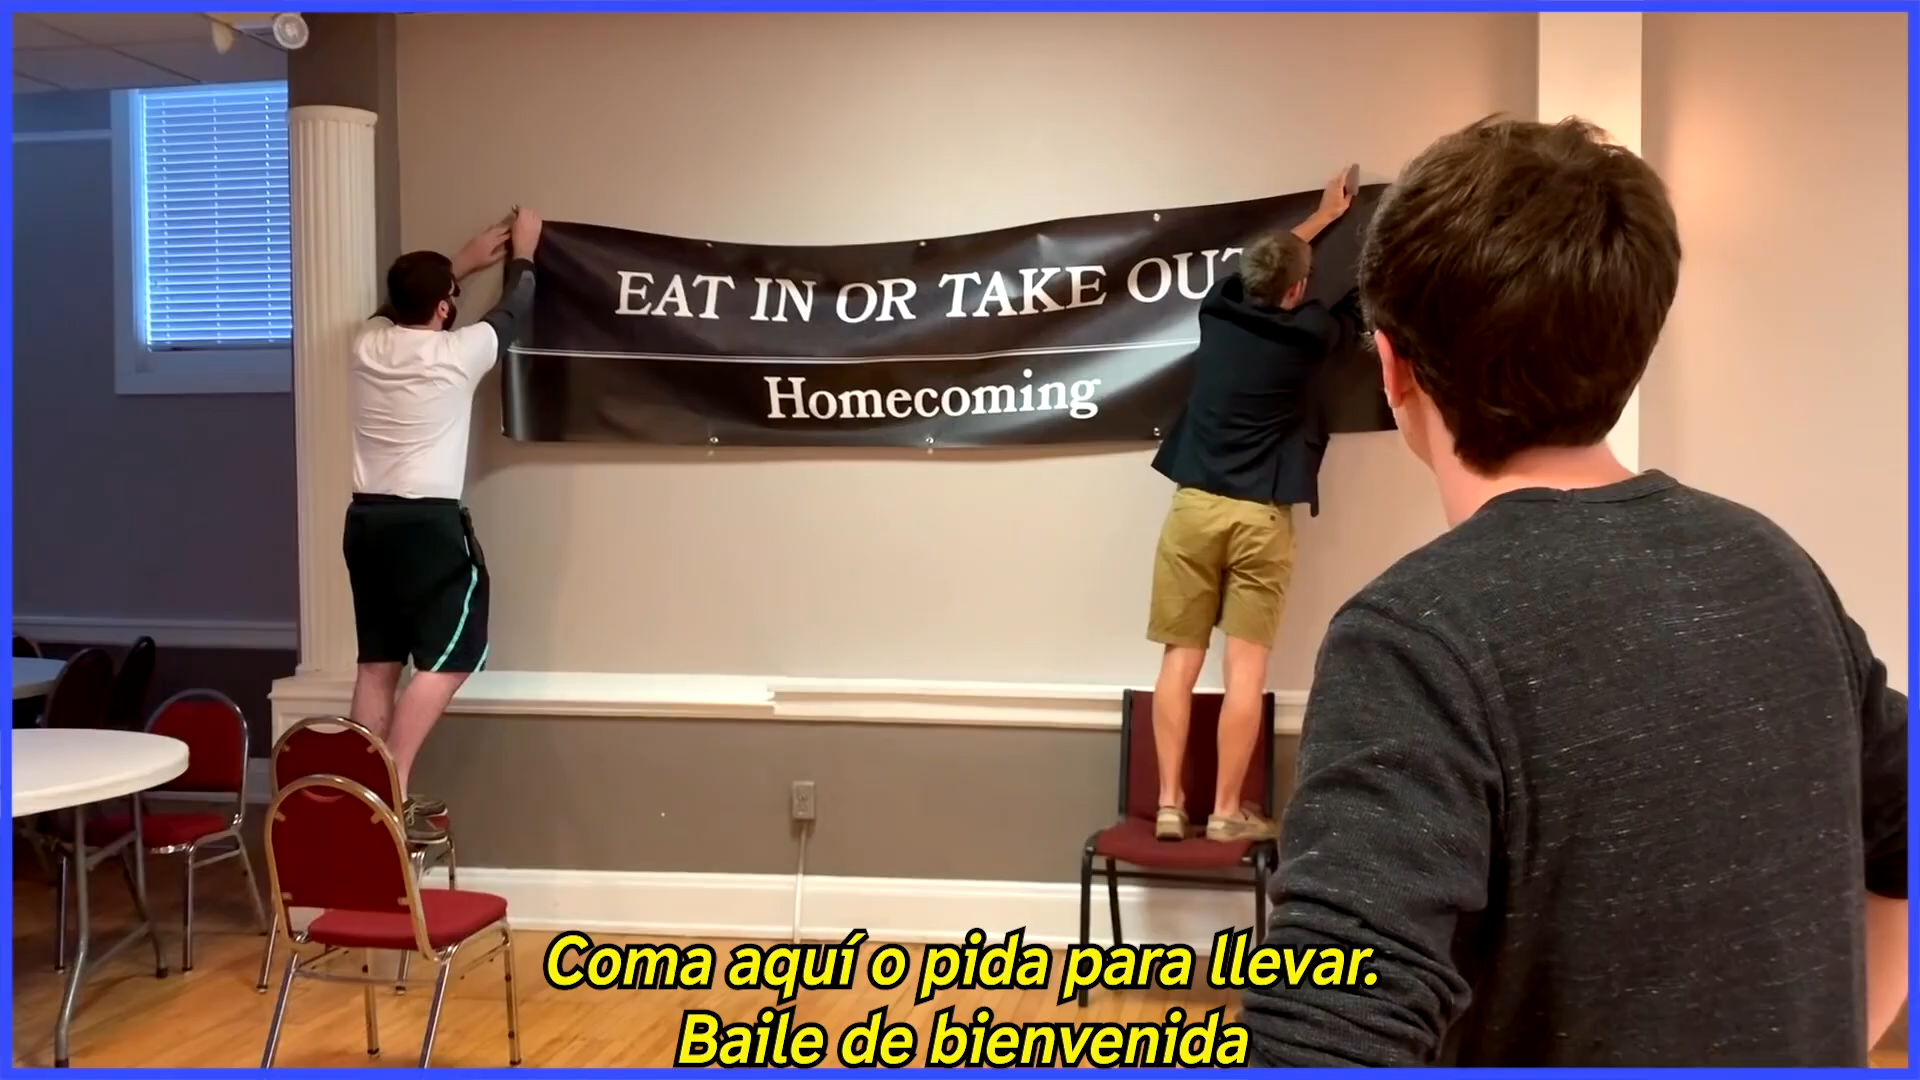 EAT IN OR TAKE OUT
Homecoming
Coma aquí o pida para llevar.
Baile de bienvenida